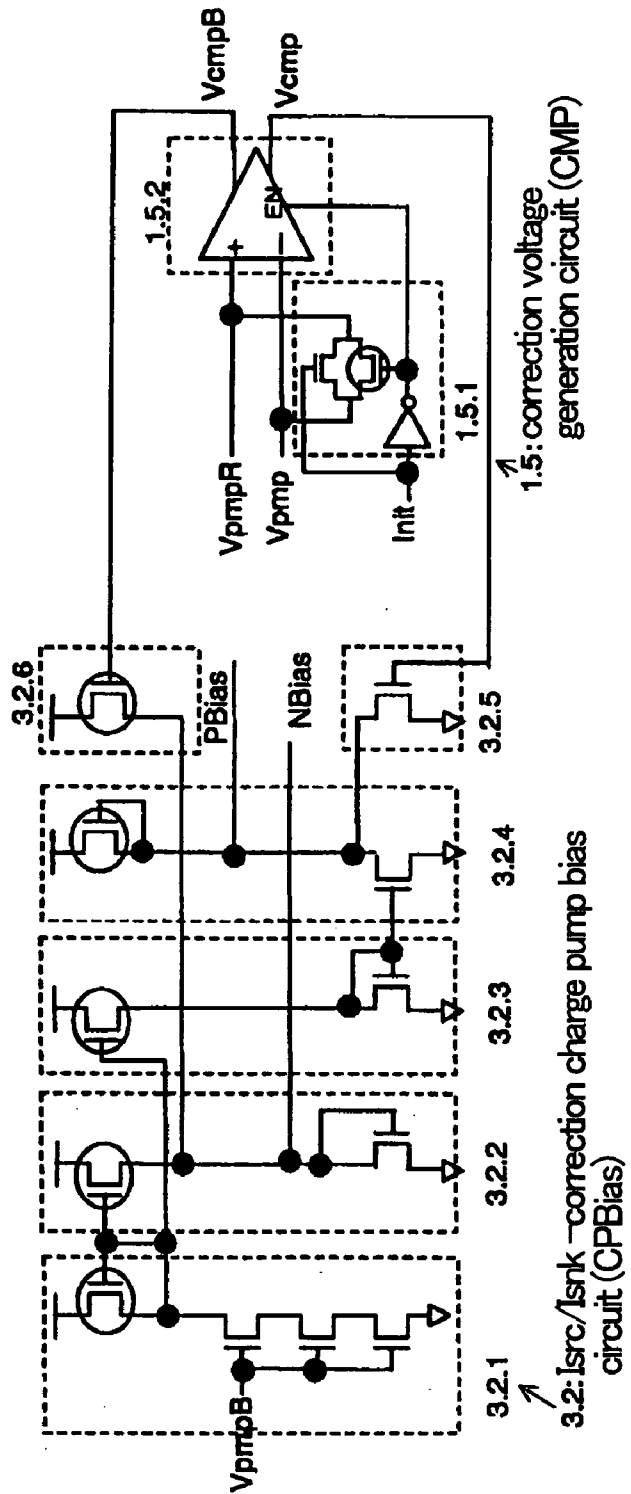 VpmpB
3.2.1
3.2.2
3.2.3
3.2.4
3.2.5
3.2.6
PBias
NBias
3.2: Isrc/Isnk-correction charge pump bias
circuit (CPBias)
VpmpR
Vpmp
Init
+
−
EN
1.5.2
1.5.1
VcmpB
Vcmp
1.5: correction voltage
generation circuit (CMP)